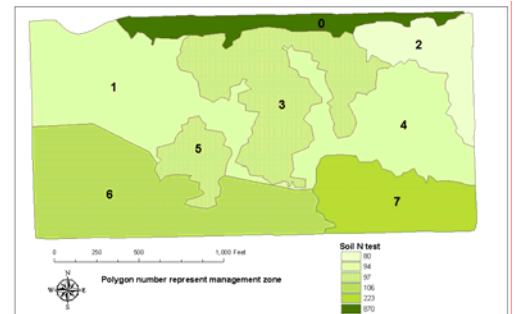 0
2
1
3
4
5
6
7
0 250 500 1,000 Feet
Polygon number represent management zone
N
W E
S
Soil N test
80
94
97
106
223
870